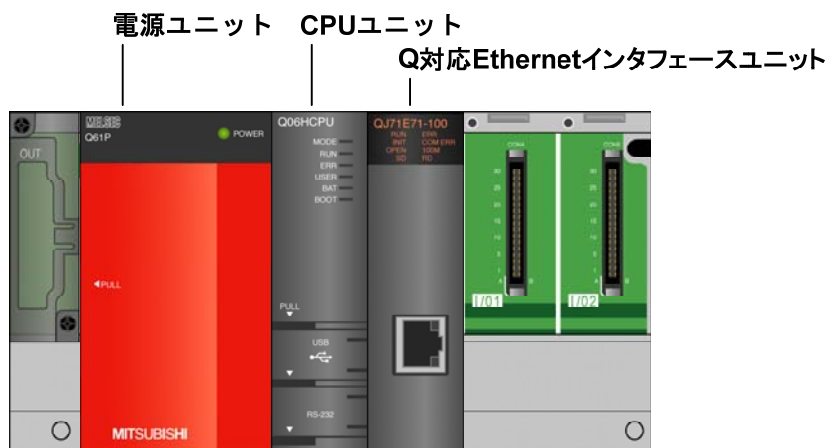 電源ユニット
CPUユニット
Q対応Ethernetインタフェースユニット
OUT
MELSEC
Q61P
POWER
PULL
MITSUBISHI
Q06HCPU
MODE
RUN
ERR
USER
BAT
BOOT
PULL
USB
RS-232
QJ71E71-100
RUN ERR
INIT COM ERR
OPEN 100M
SD RD
I/01
I/02